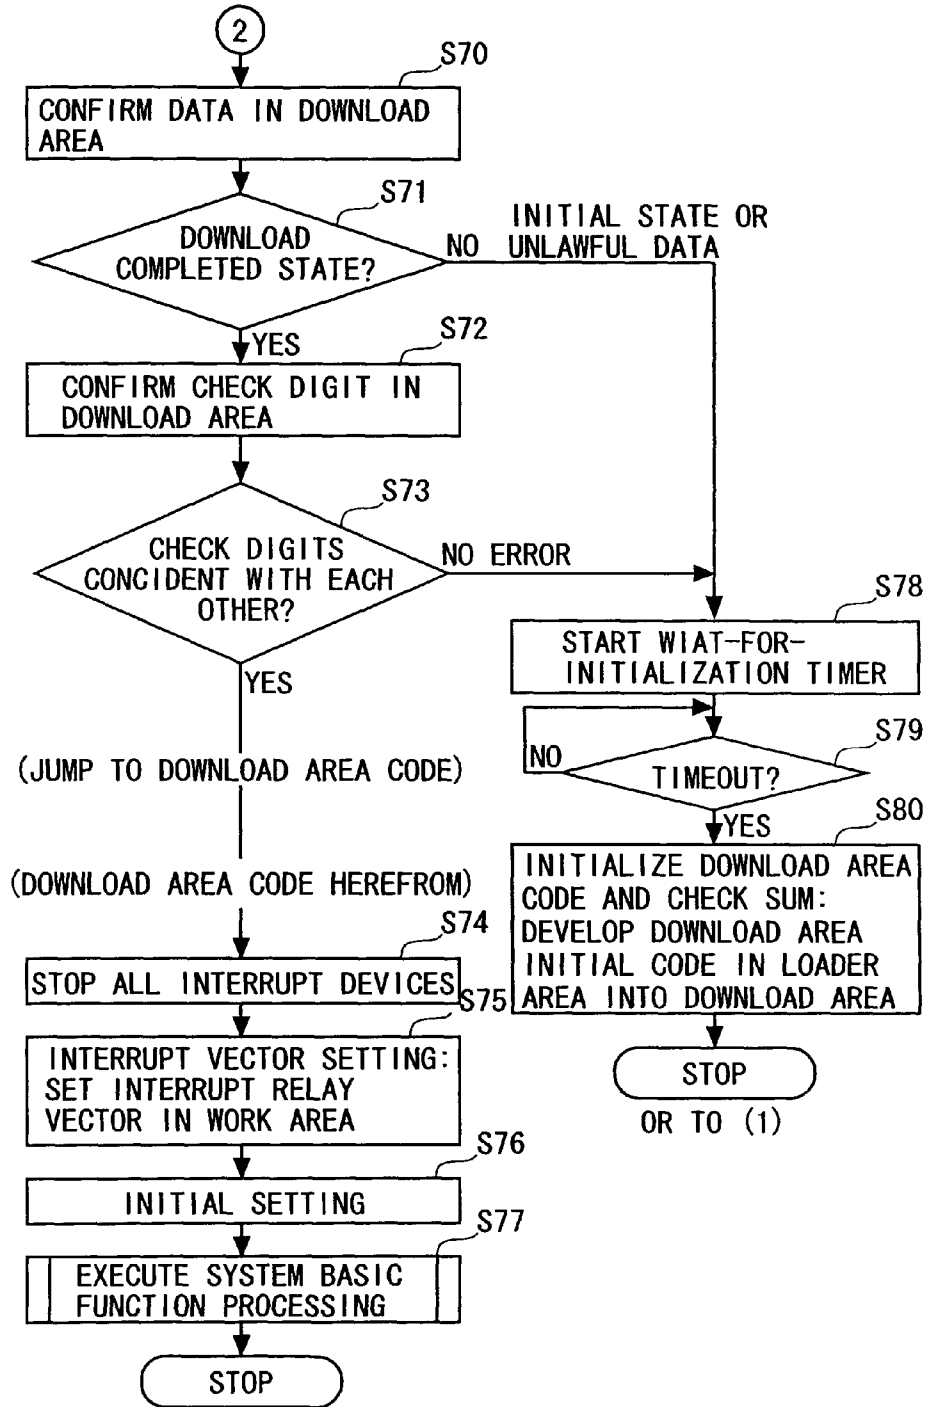 2
S70
CONFIRM DATA IN DOWNLOAD
AREA
S71
DOWNLOAD
COMPLETED STATE?
NO
INITIAL STATE OR
UNLAWFUL DATA
YES
S72
CONFIRM CHECK DIGIT IN
DOWNLOAD AREA
S73
CHECK DIGITS
CONCIDENT WITH EACH
OTHER?
NO ERROR
YES
(JUMP TO DOWNLOAD AREA CODE)
(DOWNLOAD AREA CODE HEREFROM)
S74
STOP ALL INTERRUPT DEVICES
S75
INTERRUPT VECTOR SETTING:
SET INTERRUPT RELAY
VECTOR IN WORK AREA
S76
INITIAL SETTING
S77
EXECUTE SYSTEM BASIC
FUNCTION PROCESSING
STOP
S78
START WIAT-FOR-
INITIALIZATION TIMER
S79
NO
TIMEOUT?
YES
S80
INITIALIZE DOWNLOAD AREA
CODE AND CHECK SUM:
DEVELOP DOWNLOAD AREA
INITIAL CODE IN LOADER
AREA INTO DOWNLOAD AREA
STOP
OR TO (1)